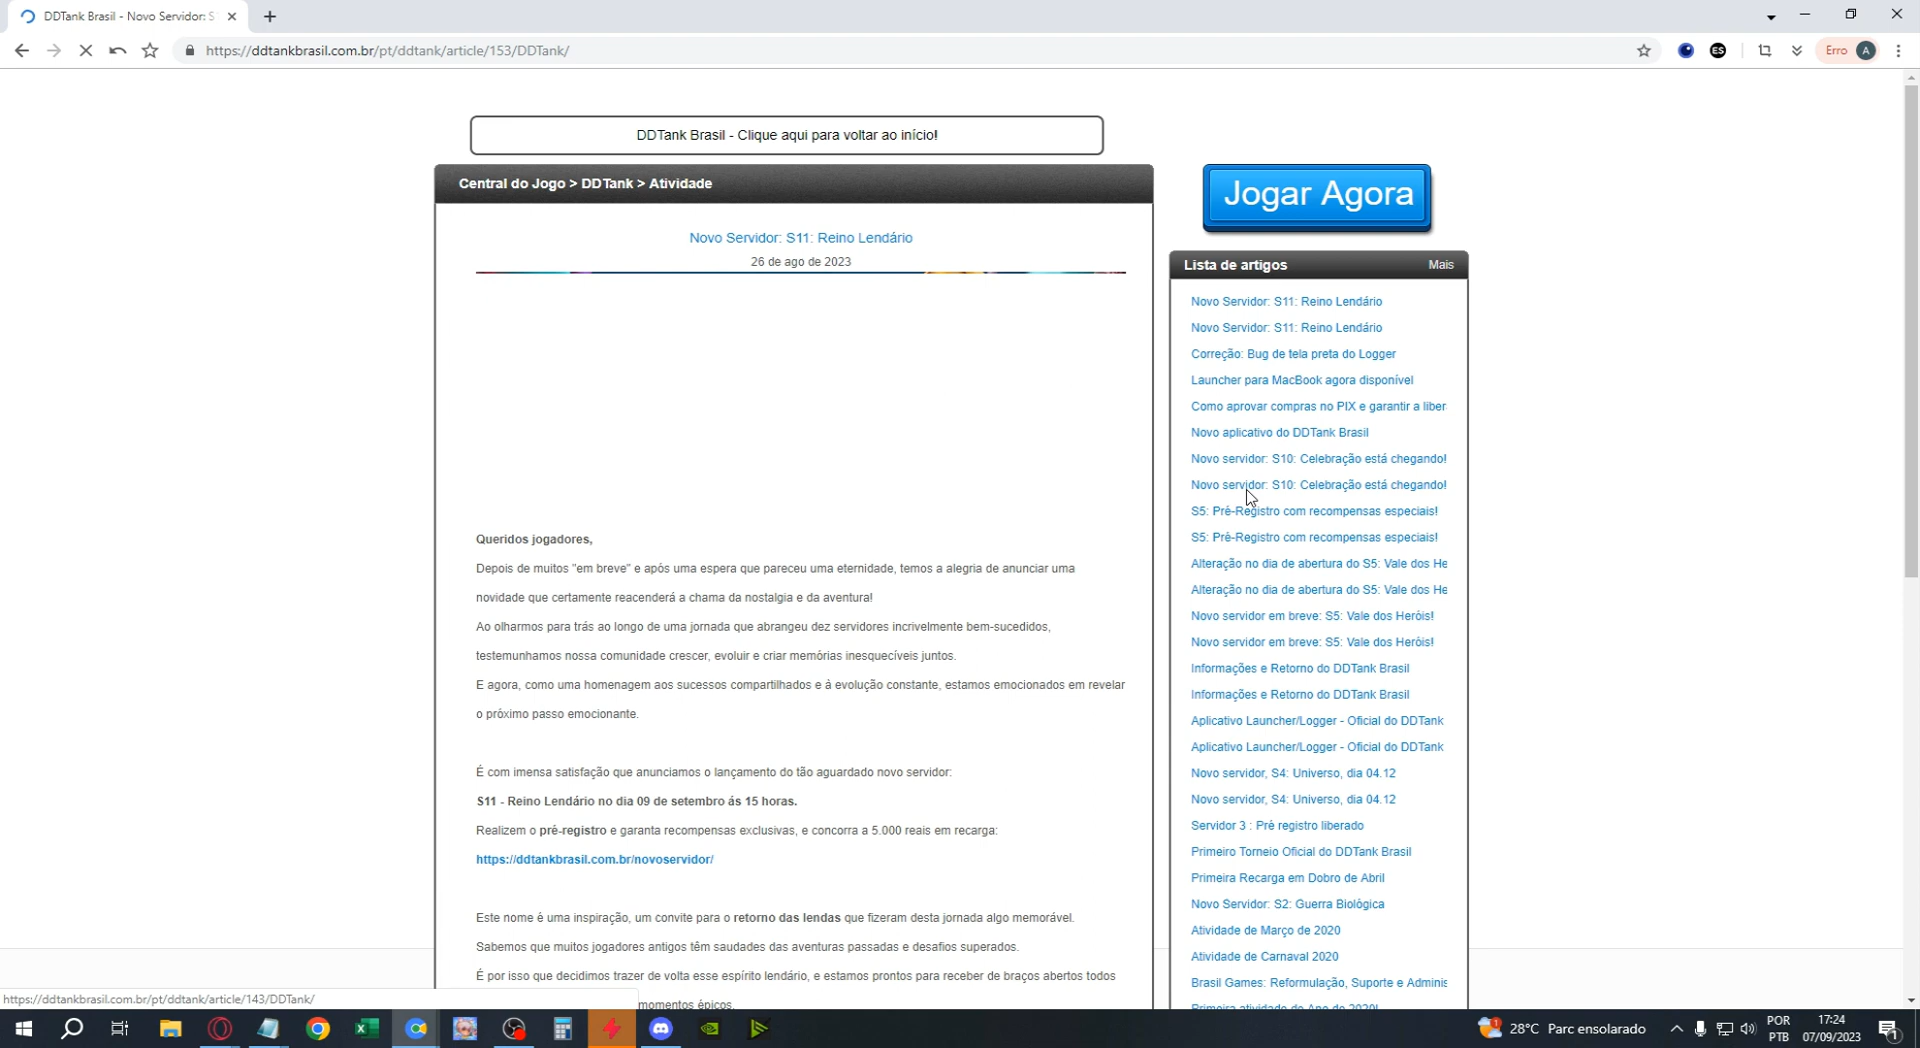 DDTank Brasil - Novo Servidor: S
https://ddtankbrasil.com.br/pt/ddtank/article/153/DDTank/
ES
Erro
A
DDTank Brasil - Clique aqui para voltar ao início!
Central do Jogo > DDTank > Atividade
Novo Servidor: S11: Reino Lendário
26 de ago de 2023
Queridos jogadores,
Depois de muitos "em breve" e após uma espera que pareceu uma eternidade, temos a alegria de anunciar uma
novidade que certamente reacenderá a chama da nostalgia e da aventura!
Ao olharmos para trás ao longo de uma jornada que abrangeu dez servidores incrivelmente bem-sucedidos,
testemunhamos nossa comunidade crescer, evoluir e criar memórias inesquecíveis juntos.
E agora, como uma homenagem aos sucessos compartilhados e à evolução constante, estamos emocionados em revelar
o próximo passo emocionante.
É com imensa satisfação que anunciamos o lançamento do tão aguardado novo servidor:
S11 - Reino Lendário no dia 09 de setembro ás 15 horas.
Realizem o pré-registro e garanta recompensas exclusivas, e concorra a 5.000 reais em recarga:
https://ddtankbrasil.com.br/novoservidor/
Este nome é uma inspiração, um convite para o retorno das lendas que fizeram desta jornada algo memorável.
Sabemos que muitos jogadores antigos têm saudades das aventuras passadas e desafios superados.
É por isso que decidimos trazer de volta esse espírito lendário, e estamos prontos para receber de braços abertos todos
momentos épicos.
Jogar Agora
Lista de artigos
Mais
Novo Servidor: S11: Reino Lendário
Novo Servidor: S11: Reino Lendário
Correção: Bug de tela preta do Logger
Launcher para MacBook agora disponível
Como aprovar compras no PIX e garantir a liber
Novo aplicativo do DDTank Brasil
Novo servidor: S10: Celebração está chegando!
Novo servidor: S10: Celebração está chegando!
S5: Pré-Registro com recompensas especiais!
S5: Pré-Registro com recompensas especiais!
Alteração no dia de abertura do S5: Vale dos He
Alteração no dia de abertura do S5: Vale dos He
Novo servidor em breve: S5: Vale dos Heróis!
Novo servidor em breve: S5: Vale dos Heróis!
Informações e Retorno do DDTank Brasil
Informações e Retorno do DDTank Brasil
Aplicativo Launcher/Logger - Oficial do DDTank
Aplicativo Launcher/Logger - Oficial do DDTank
Novo servidor, S4: Universo, dia 04.12
Novo servidor, S4: Universo, dia 04.12
Servidor 3 : Pré registro liberado
Primeiro Torneio Oficial do DDTank Brasil
Primeira Recarga em Dobro de Abril
Novo Servidor: S2: Guerra Biológica
Atividade de Março de 2020
Atividade de Carnaval 2020
Brasil Games: Reformulação, Suporte e Adminis
Primeira atividade do Ano de 2020!
https://ddtankbrasil.com.br/pt/ddtank/article/143/DDTank/
28°C Parc ensolarado
POR
PTB
17:24
07/09/2023
1